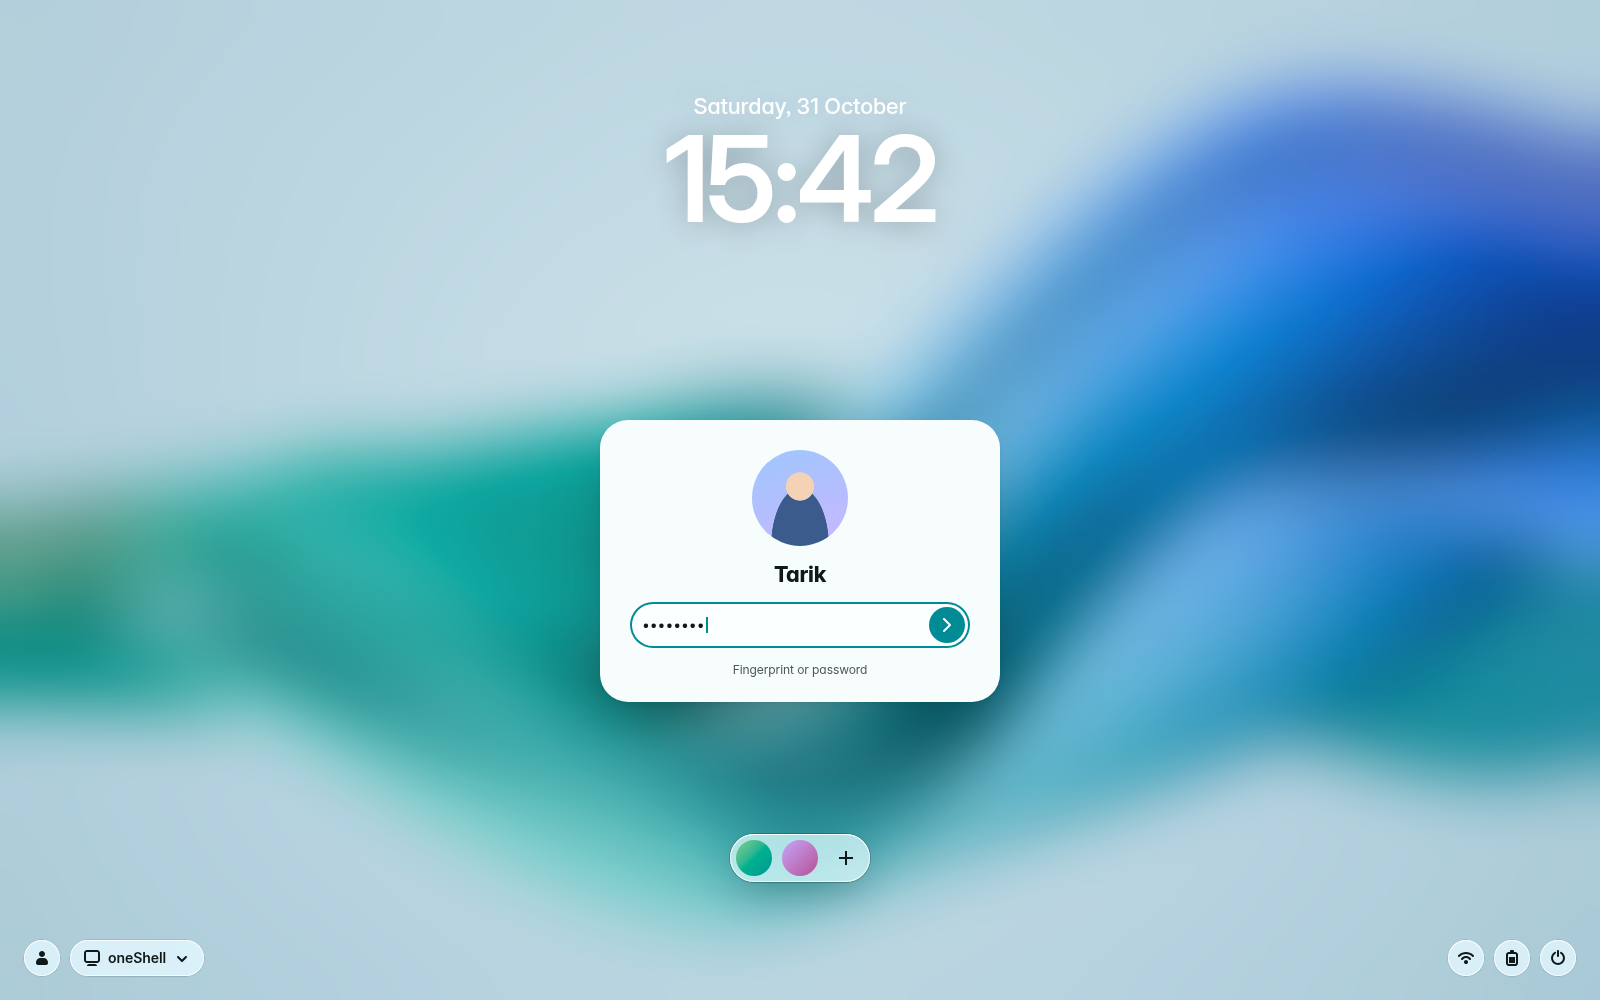 Saturday, 31 October
15:42
Tarik
••••••••
Fingerprint or password
oneShell